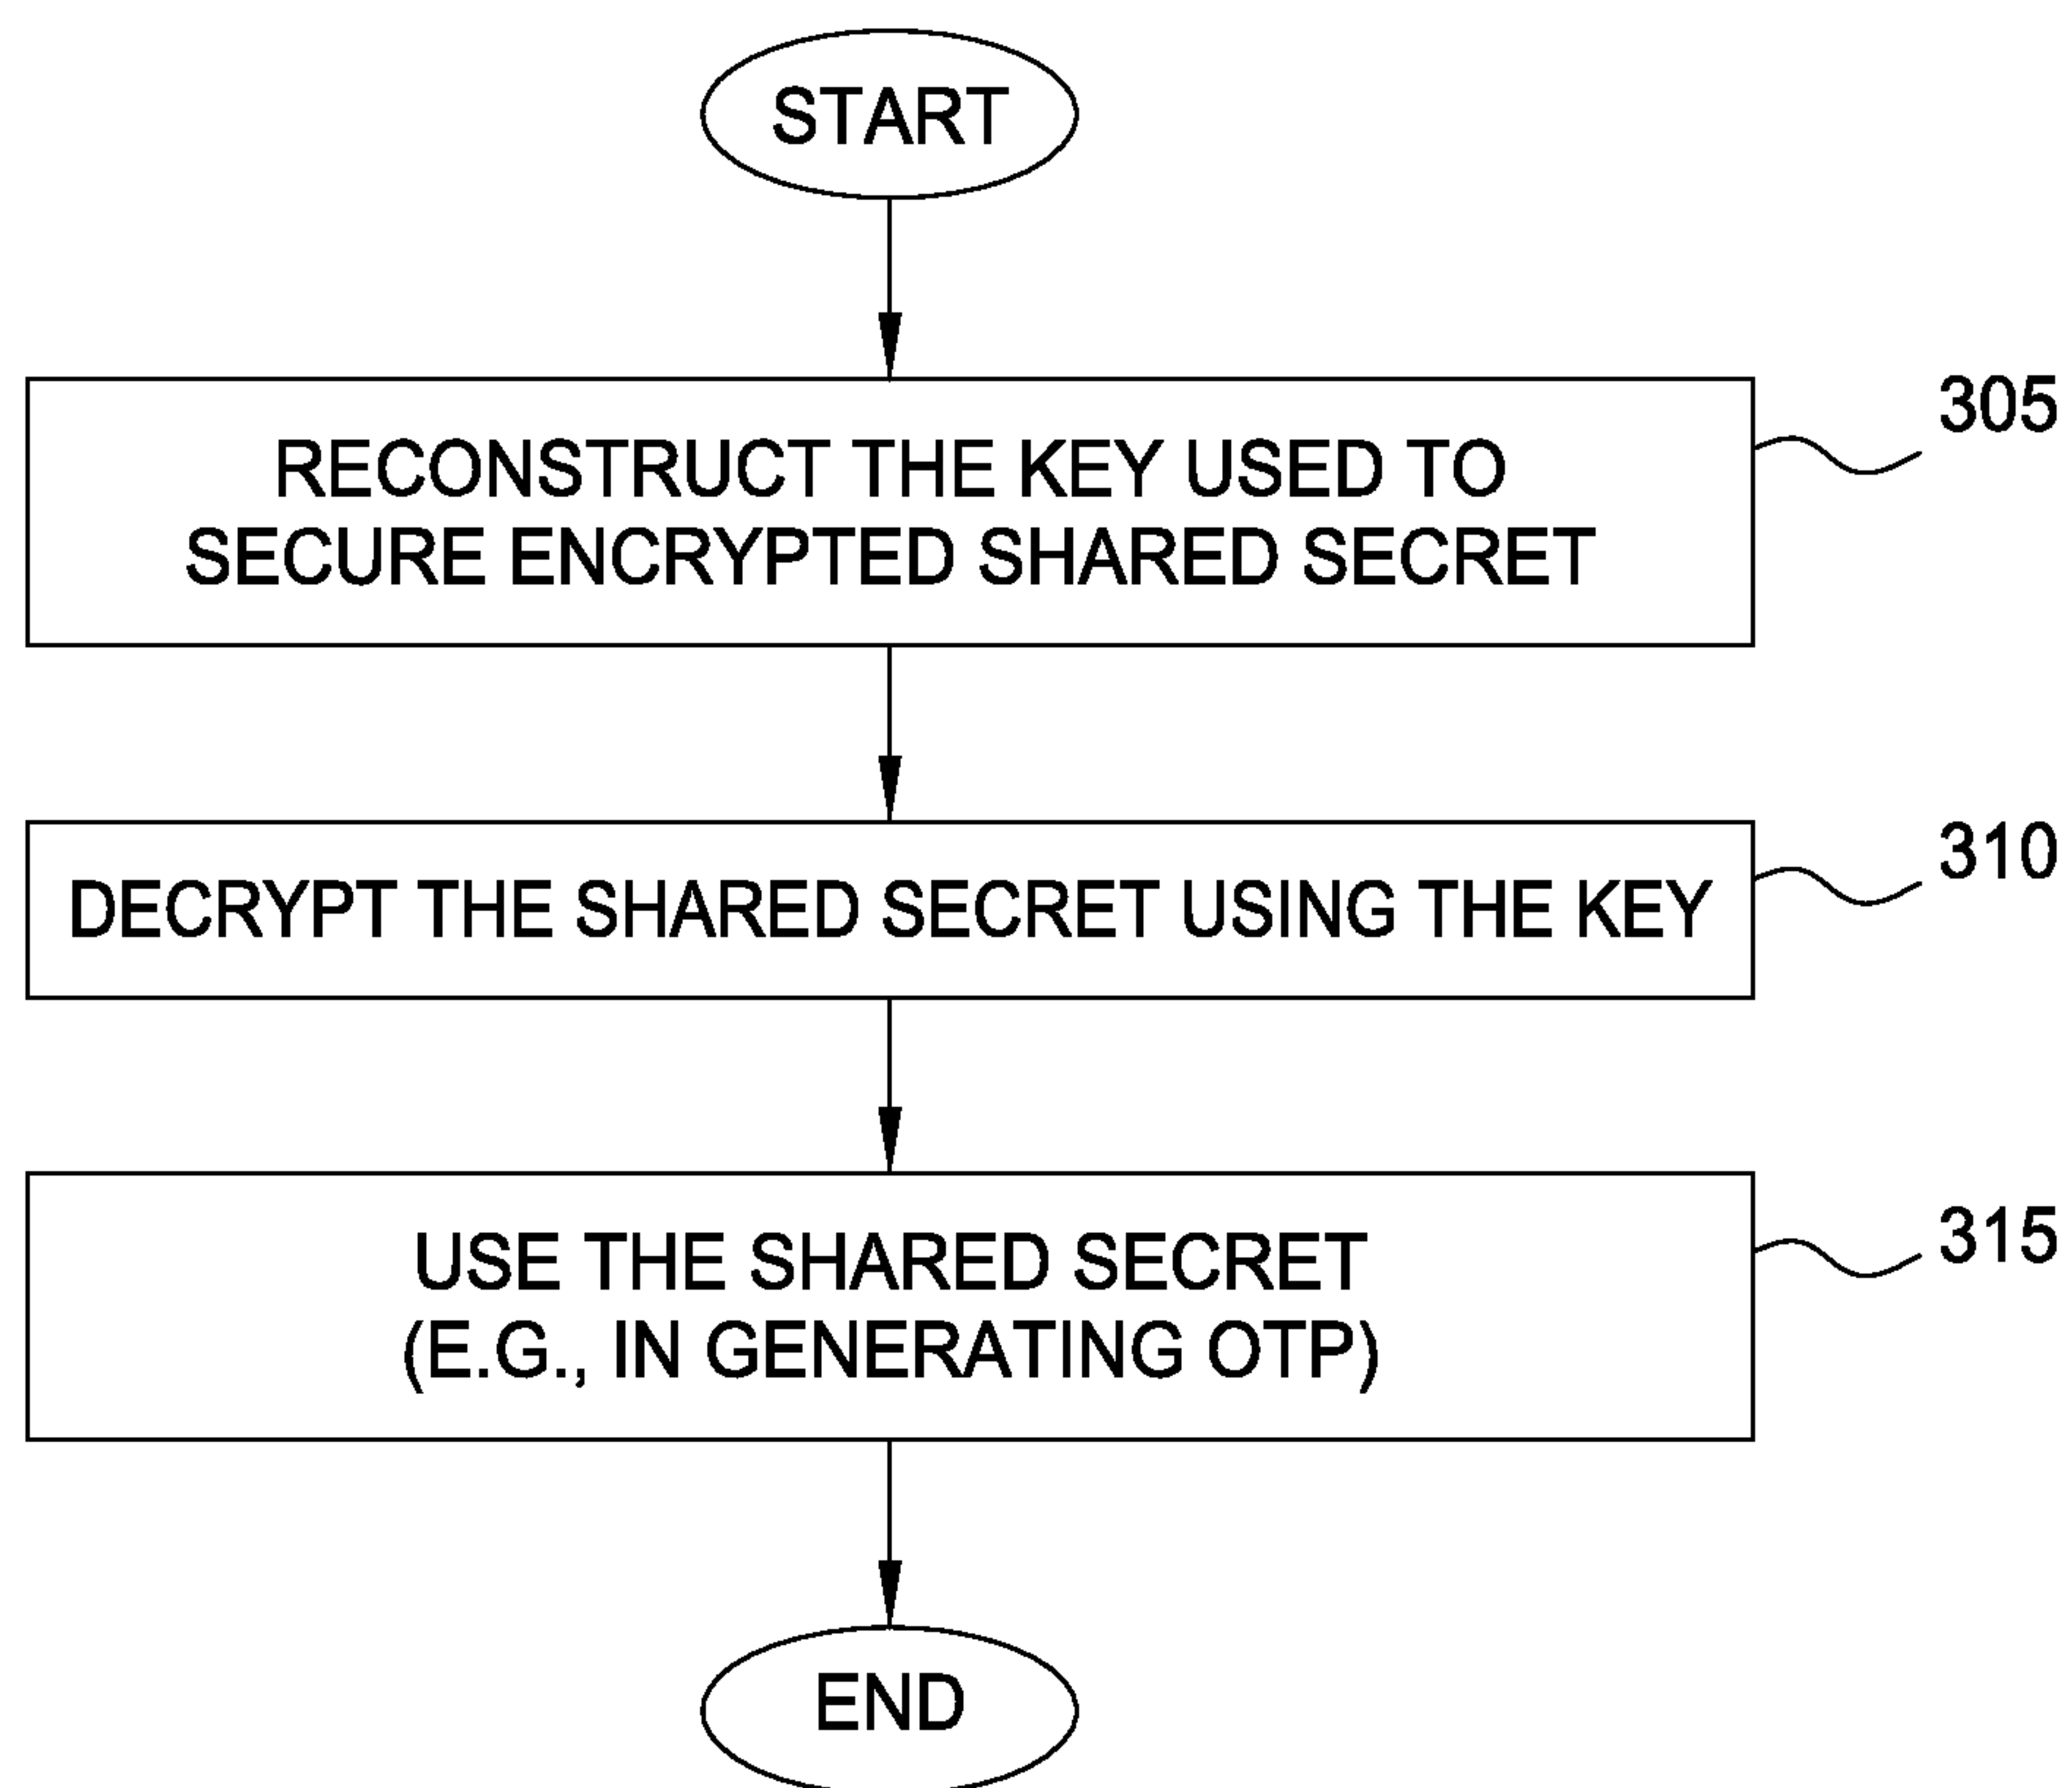 START
RECONSTRUCT THE KEY USED TO
SECURE ENCRYPTED SHARED SECRET
305
DECRYPT THE SHARED SECRET USING THE KEY
310
USE THE SHARED SECRET
(E.G., IN GENERATING OTP)
315
END